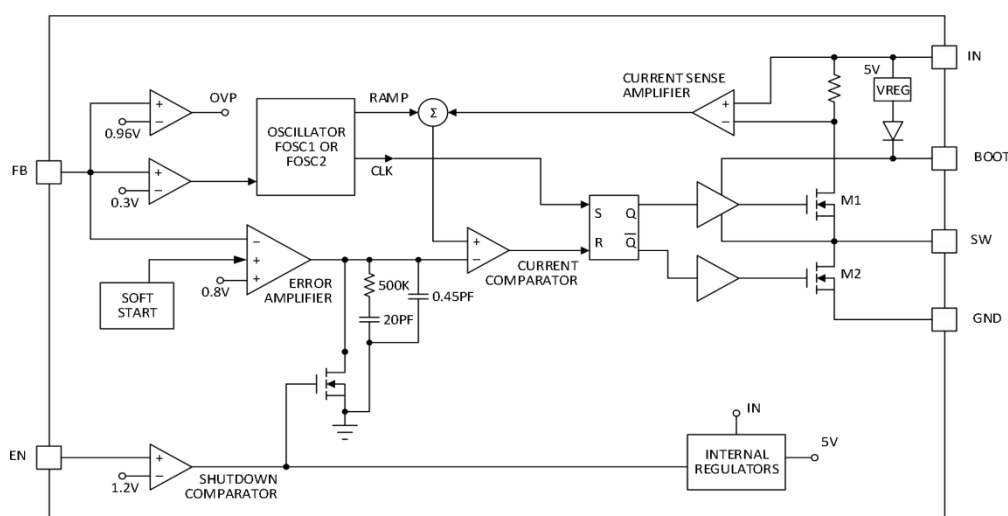 IN
5V
VREG
CURRENT SENSE
AMPLIFIER
+
−
OVP
RAMP
Σ
+
−
0.96V
OSCILLATOR
FOSC1 OR
FOSC2
BOOT
FB
CLK
+
−
0.3V
S
Q
R
Q̅
M1
SW
−
+
+
ERROR
AMPLIFIER
0.8V
SOFT
START
+
−
CURRENT
COMPARATOR
500K
0.45PF
20PF
M2
GND
IN
5V
INTERNAL
REGULATORS
EN
+
−
1.2V
SHUTDOWN
COMPARATOR